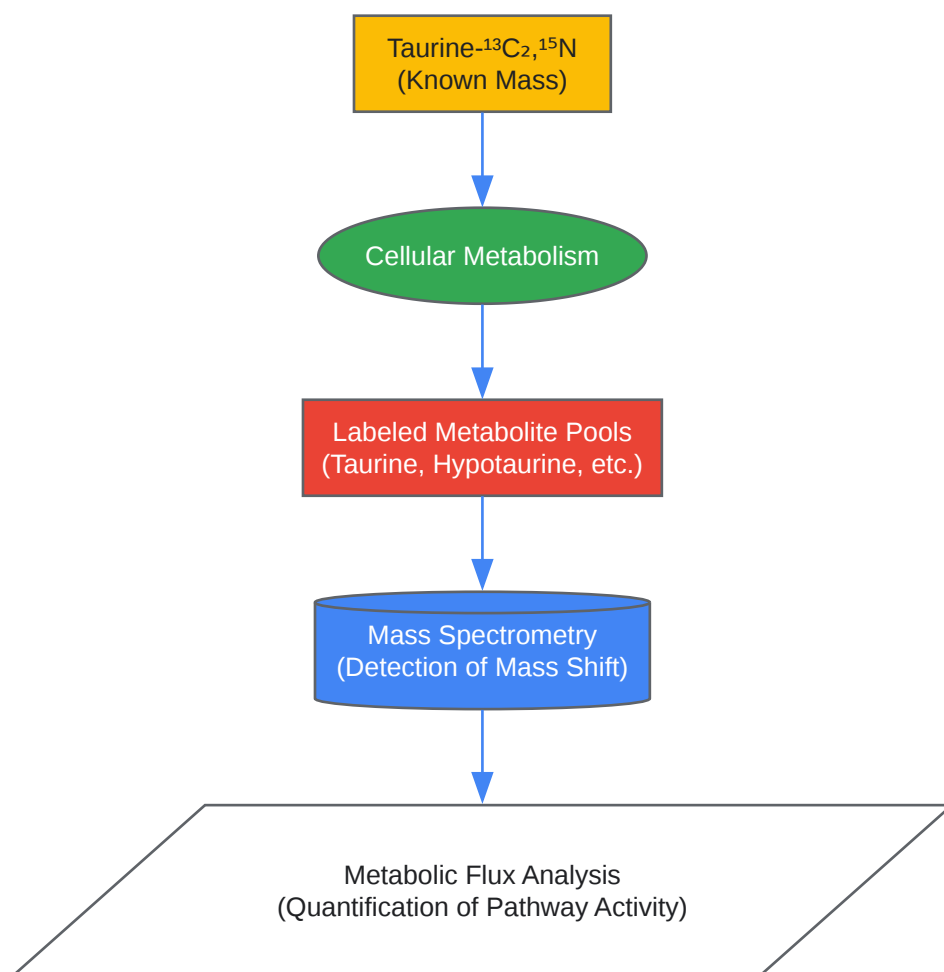 Taurine-¹³C₂,¹⁵N
(Known Mass)
Cellular Metabolism
Labeled Metabolite Pools
(Taurine, Hypotaurine, etc.)
Mass Spectrometry
(Detection of Mass Shift)
Metabolic Flux Analysis
(Quantification of Pathway Activity)